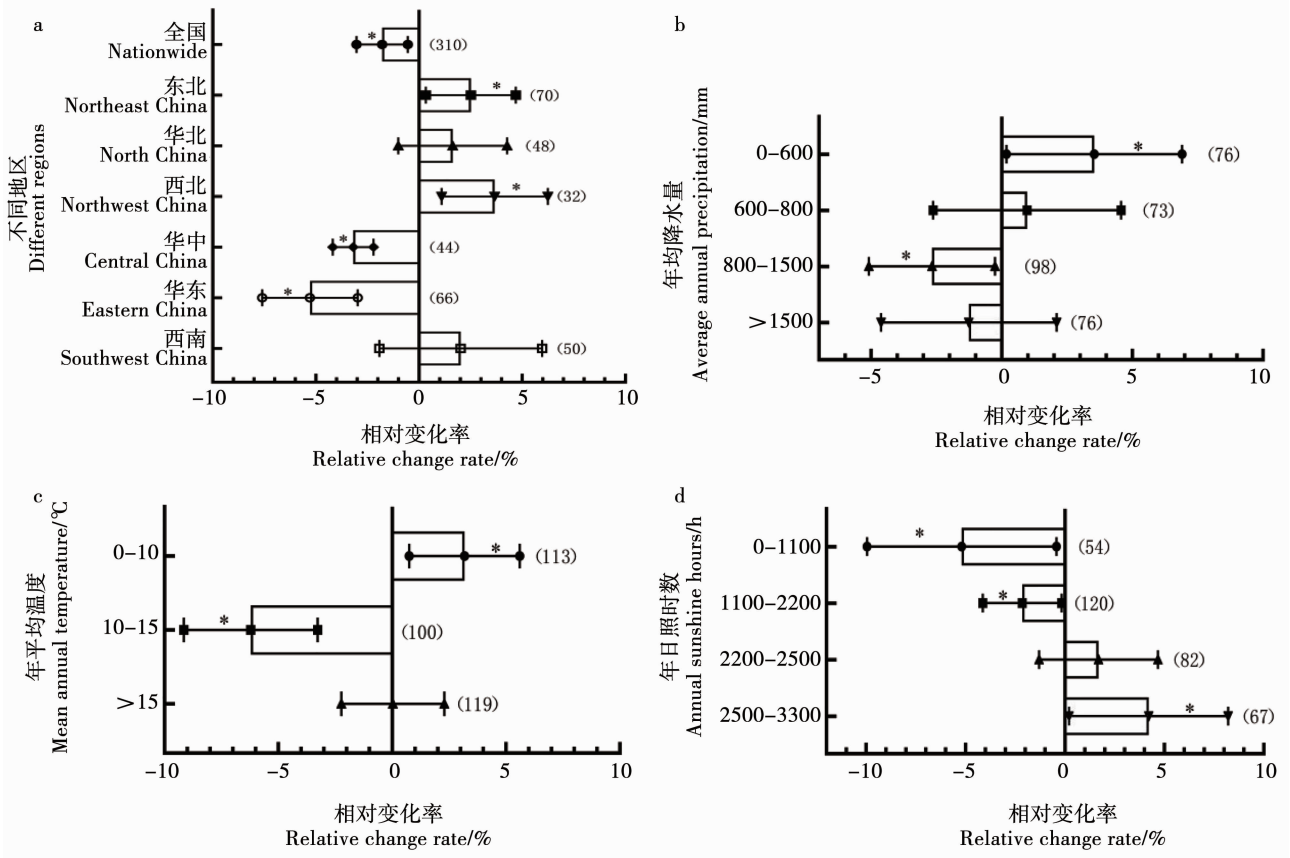 a
不同地区
Different regions
全国
Nationwide
东北
Northeast China
华北
North China
西北
Northwest China
华中
Central China
华东
Eastern China
西南
Southwest China
*
(310)
*
(70)
(48)
*
(32)
*
(44)
*
(66)
(50)
-10 -5 0 5 10
相对变化率
Relative change rate/%
b
年均降水量
Average annual precipitation/mm
0-600
600-800
800-1500
>1500
*
(76)
(73)
*
(98)
(76)
-5 0 5 10
相对变化率
Relative change rate/%
c
年平均温度
Mean annual temperature/℃
0-10
10-15
>15
*
(113)
*
(100)
(119)
-10 -5 0 5 10
相对变化率
Relative change rate/%
d
年日照时数
Annual sunshine hours/h
0-1100
1100-2200
2200-2500
2500-3300
*
(54)
*
(120)
(82)
*
(67)
-10 -5 0 5 10
相对变化率
Relative change rate/%